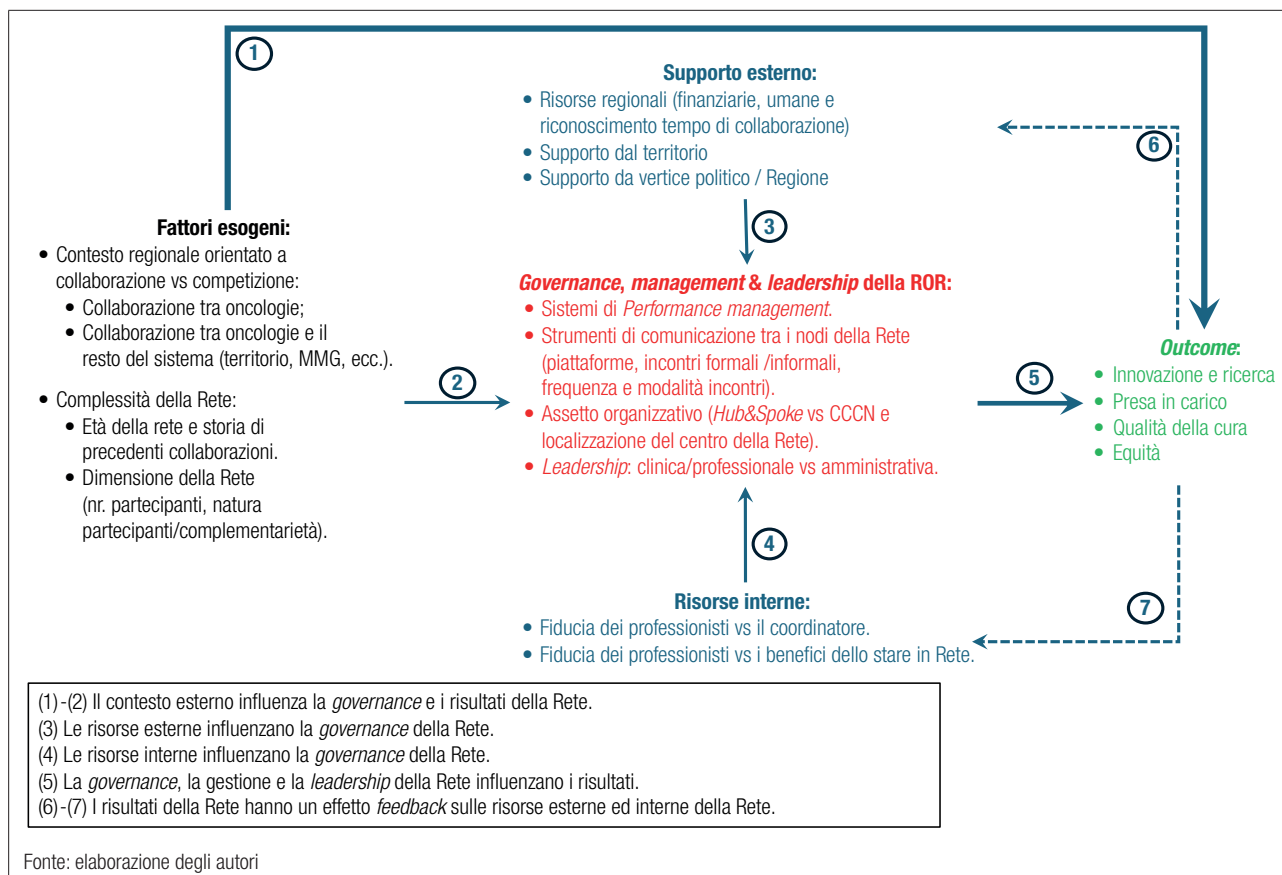 1
Supporto esterno:
• Risorse regionali (finanziarie, umane e
riconoscimento tempo di collaborazione)
• Supporto dal territorio
• Supporto da vertice politico / Regione
6
3
Fattori esogeni:
• Contesto regionale orientato a
collaborazione vs competizione:
• Collaborazione tra oncologie;
• Collaborazione tra oncologie e il
resto del sistema (territorio, MMG, ecc.).
• Complessità della Rete:
• Età della rete e storia di
precedenti collaborazioni.
• Dimensione della Rete
(nr. partecipanti, natura
partecipanti/complementarietà).
2
Governance, management & leadership della ROR:
• Sistemi di Performance management.
• Strumenti di comunicazione tra i nodi della Rete
(piattaforme, incontri formali /informali,
frequenza e modalità incontri).
• Assetto organizzativo (Hub&Spoke vs CCCN e
localizzazione del centro della Rete).
• Leadership: clinica/professionale vs amministrativa.
5
Outcome:
• Innovazione e ricerca
• Presa in carico
• Qualità della cura
• Equità
4
7
Risorse interne:
• Fiducia dei professionisti vs il coordinatore.
• Fiducia dei professionisti vs i benefici dello stare in Rete.
(1)-(2) Il contesto esterno influenza la governance e i risultati della Rete.
(3) Le risorse esterne influenzano la governance della Rete.
(4) Le risorse interne influenzano la governance della Rete.
(5) La governance, la gestione e la leadership della Rete influenzano i risultati.
(6)-(7) I risultati della Rete hanno un effetto feedback sulle risorse esterne ed interne della Rete.
Fonte: elaborazione degli autori